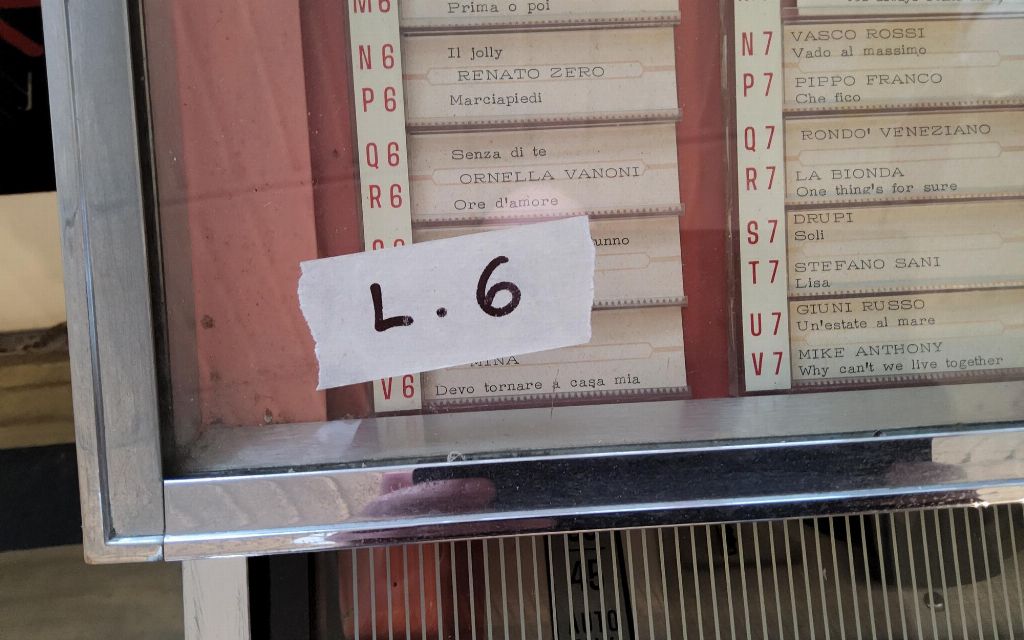 M6 Prima o poi
N6 Il jolly
RENATO ZERO
P6 Marciapiedi
Q6 Senza di te
ORNELLA VANONI
R6 Ore d'amore
unno
L.6
MINA
V6 Devo tornare a casa mia
N7 VASCO ROSSI
Vado al massimo
P7 PIPPO FRANCO
Che fico
Q7 RONDO' VENEZIANO
R7 LA BIONDA
One thing's for sure
S7 DRUPI
Soli
T7 STEFANO SANI
Lisa
U7 GIUNI RUSSO
Un'estate al mare
V7 MIKE ANTHONY
Why can't we live together
45
AUTO